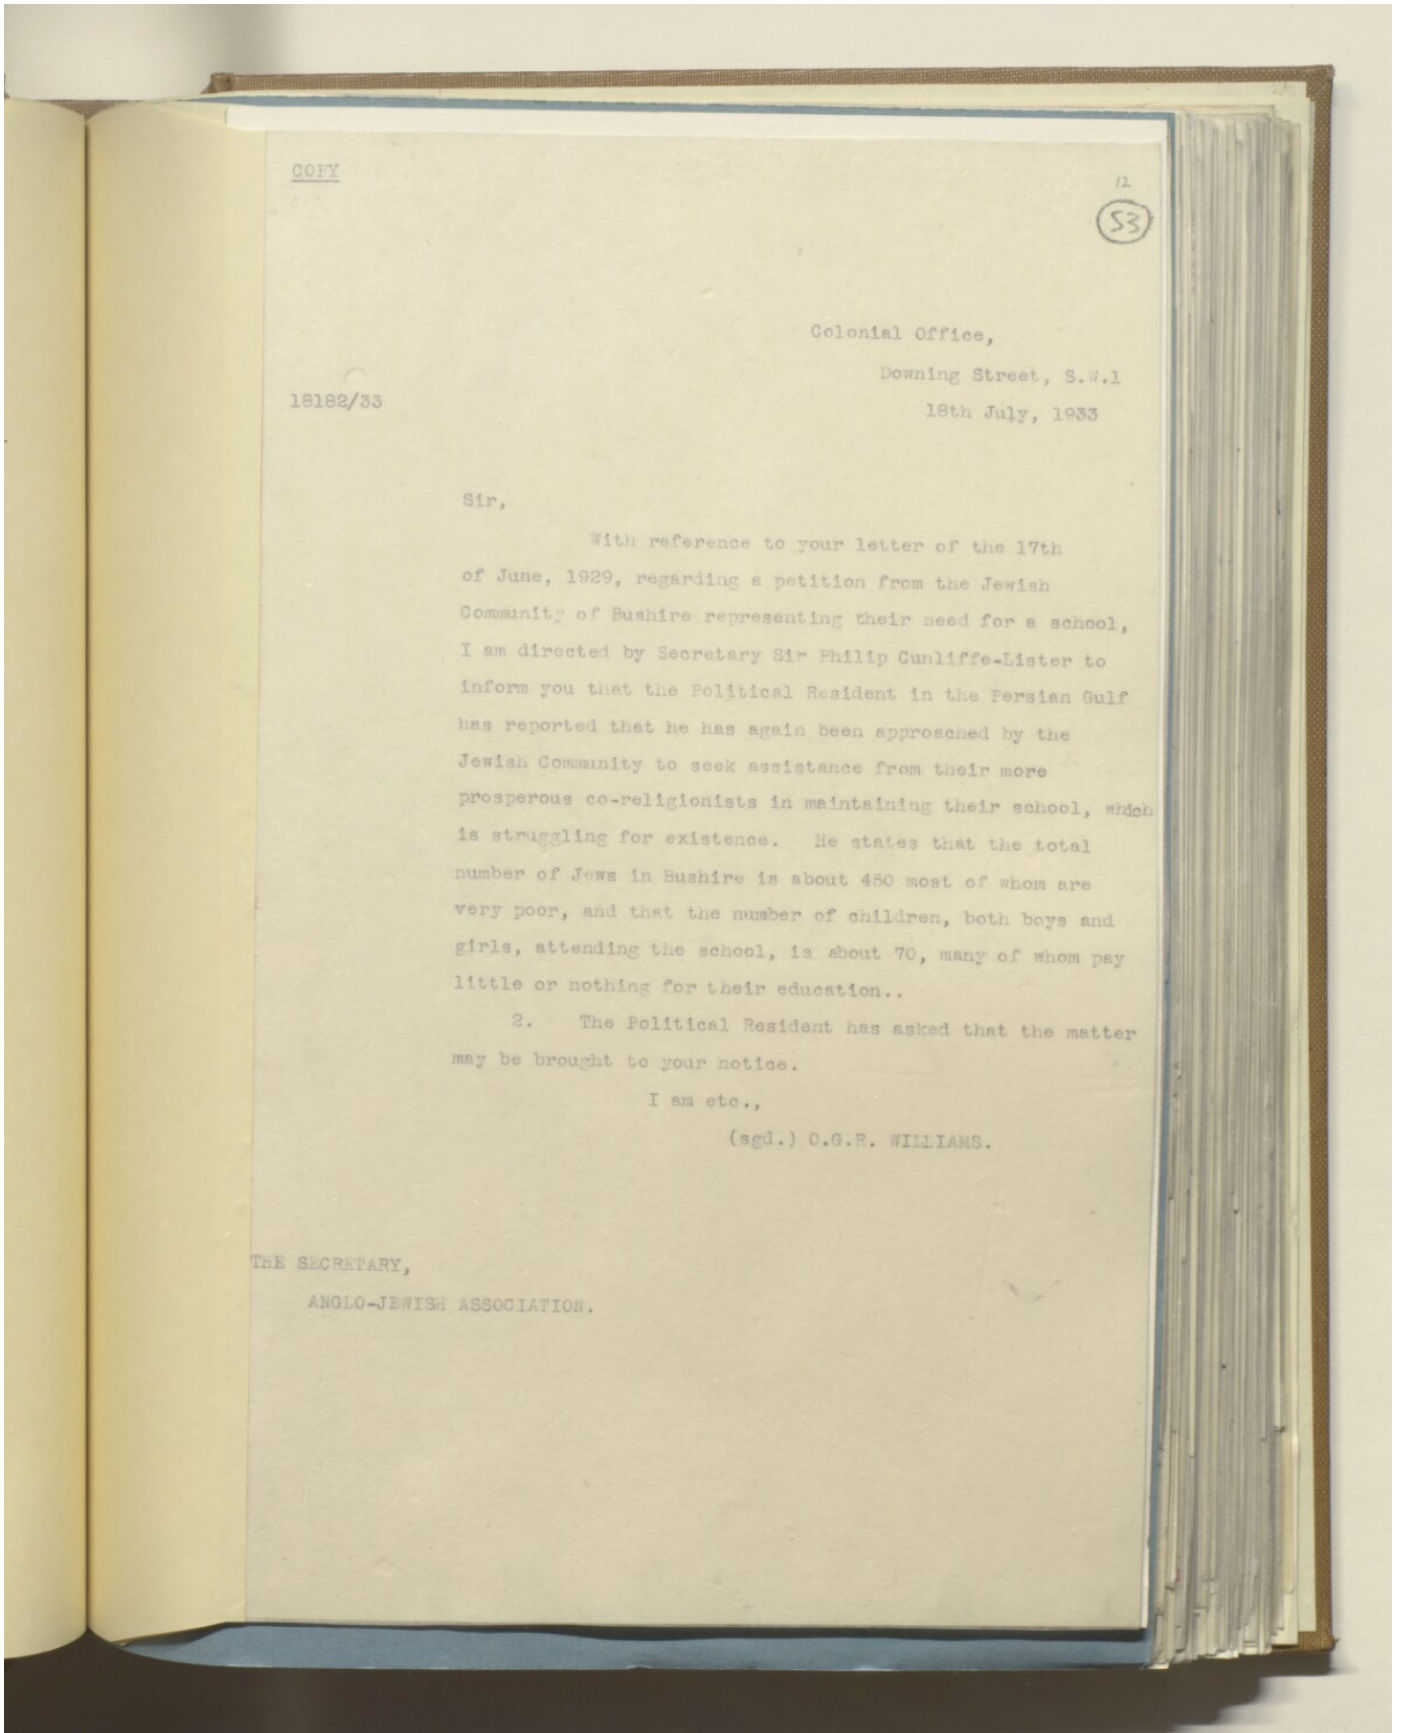 COPY
12
53
Colonial Office,
Downing Street, S.W.1
18182/33
18th July, 1933
Sir,
With reference to your letter of the 17th
of June, 1929, regarding a petition from the Jewish
Community of Bushire representing their need for a school,
I am directed by Secretary Sir Philip Cunliffe-Lister to
inform you that the Political Resident in the Persian Gulf
has reported that he has again been approached by the
Jewish Community to seek assistance from their more
prosperous co-religionists in maintaining their school, which
is struggling for existence. He states that the total
number of Jews in Bushire is about 450 most of whom are
very poor, and that the number of children, both boys and
girls, attending the school, is about 70, many of whom pay
little or nothing for their education..
2. The Political Resident has asked that the matter
may be brought to your notice.
I am etc.,
(sgd.) O.G.R. WILLIAMS.
THE SECRETARY,
ANGLO-JEWISH ASSOCIATION.